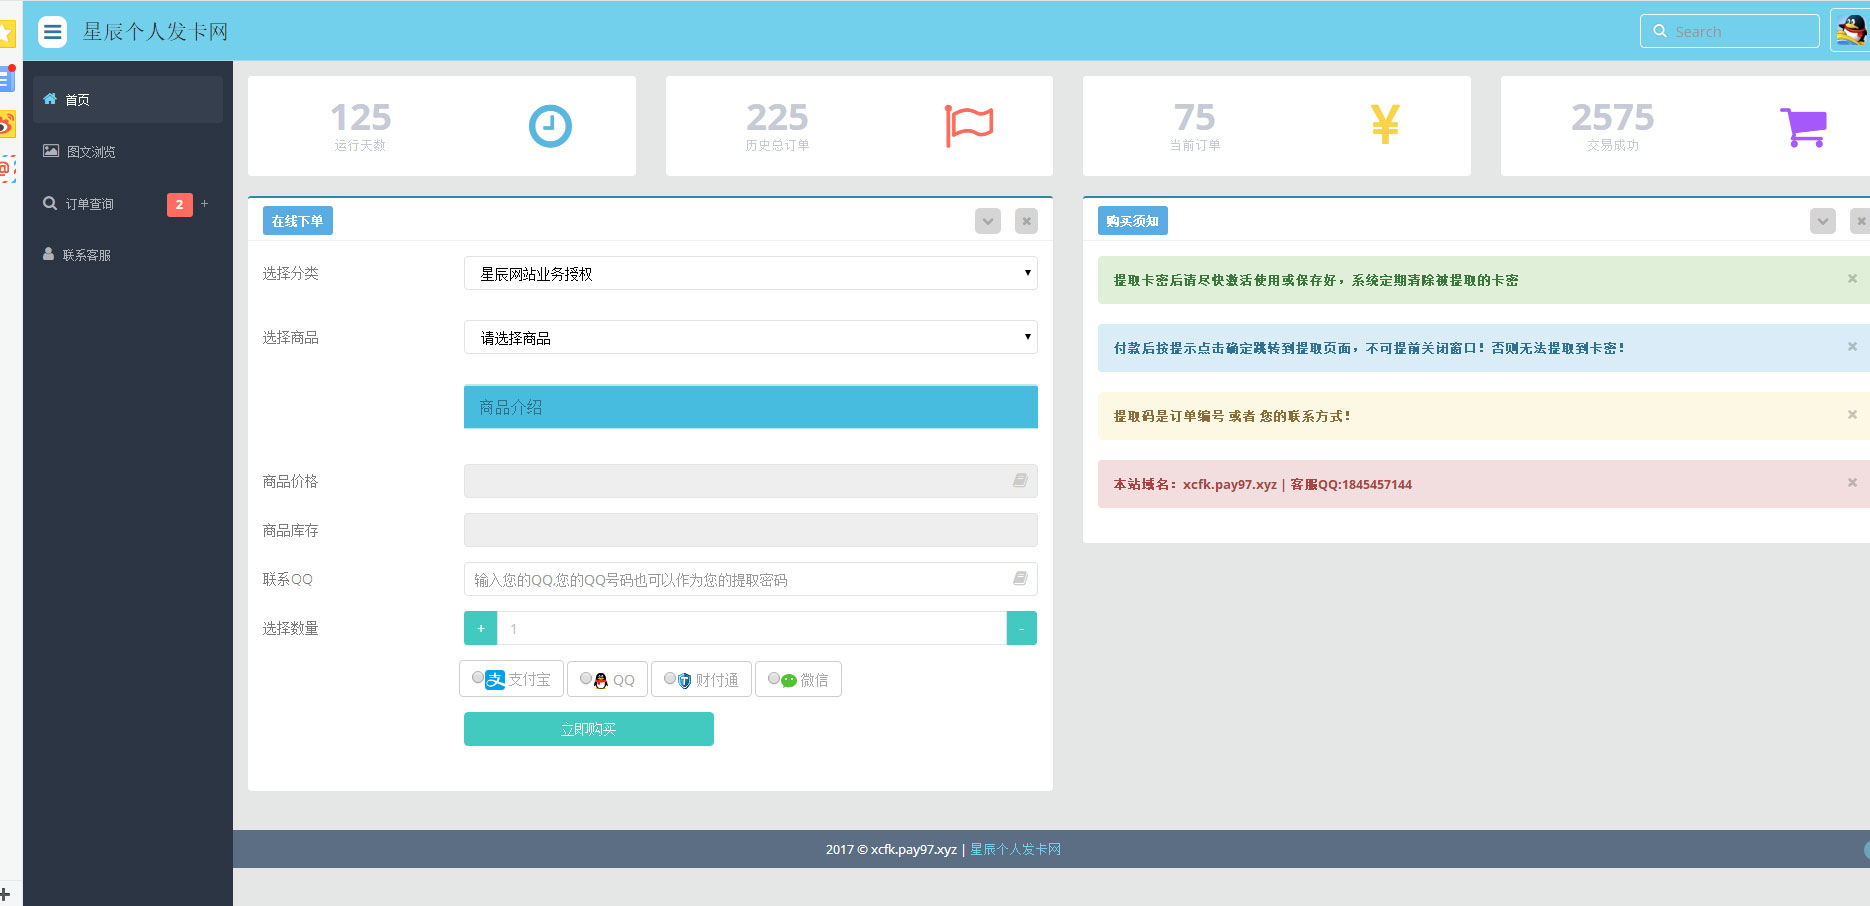 星辰个人发卡网
Search
首页
图文浏览
订单查询 2 +
联系客服
125
运行天数
225
历史总订单
75
当前订单
2575
交易成功
在线下单
选择分类
星辰网站业务授权
选择商品
请选择商品
商品介绍
商品价格
商品库存
联系QQ
输入您的QQ,您的QQ号码也可以作为您的提取密码
选择数量
+ 1 -
支付宝 QQ 财付通 微信
立即购买
购买须知
提取卡密后请尽快激活使用或保存好，系统定期清除被提取的卡密
付款后按提示点击确定跳转到提取页面，不可提前关闭窗口！否则无法提取到卡密！
提取码是订单编号 或者 您的联系方式！
本站域名：xcfk.pay97.xyz | 客服QQ:1845457144
2017 © xcfk.pay97.xyz | 星辰个人发卡网